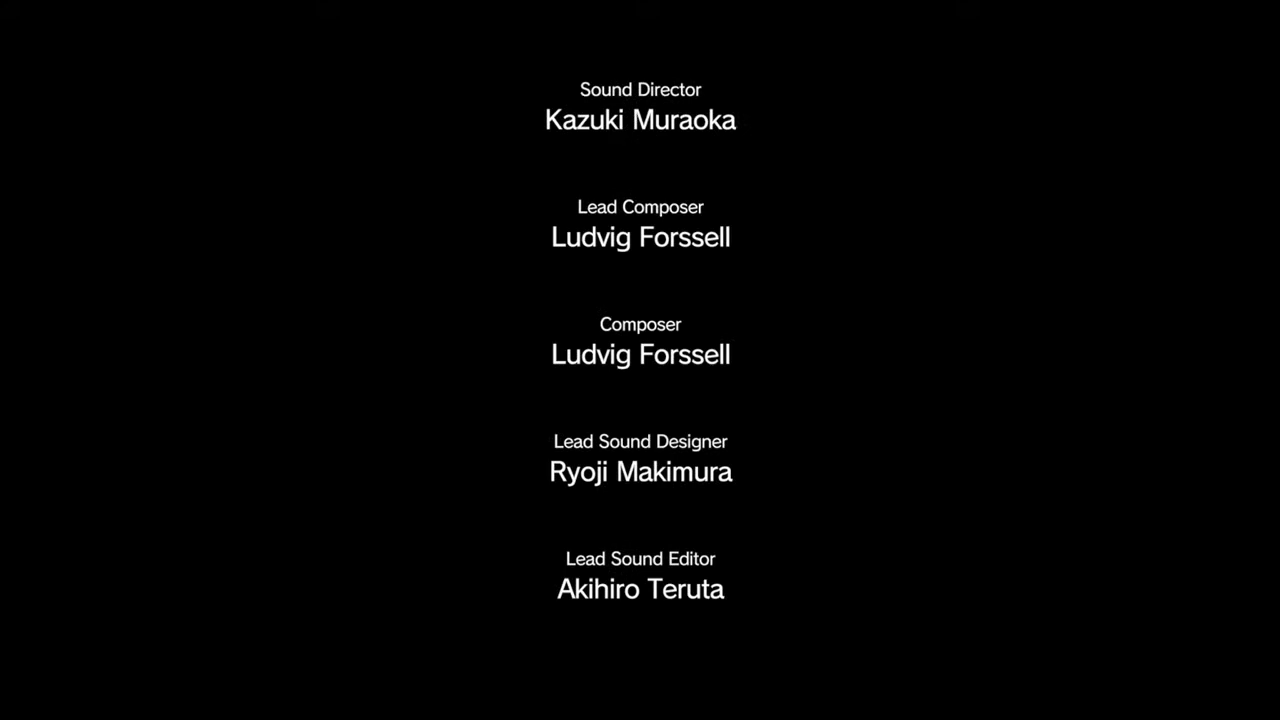 Sound Director
Kazuki Muraoka
Lead Composer
Ludvig Forssell
Composer
Ludvig Forssell
Lead Sound Designer
Ryoji Makimura
Lead Sound Editor
Akihiro Teruta